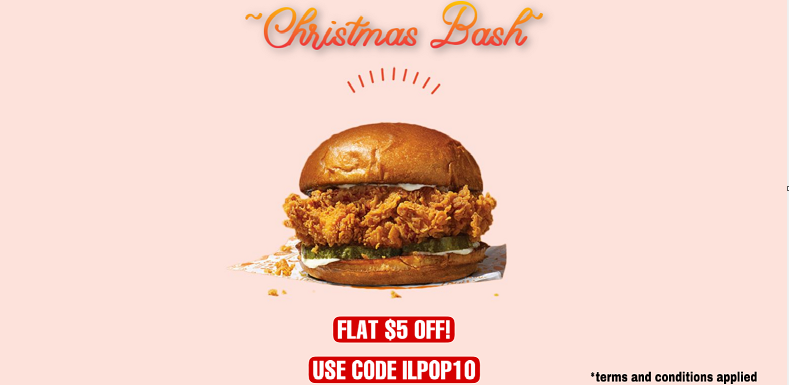 ~Christmas Bash~
FLAT $5 OFF!
USE CODE ILPOP10
*terms and conditions applied